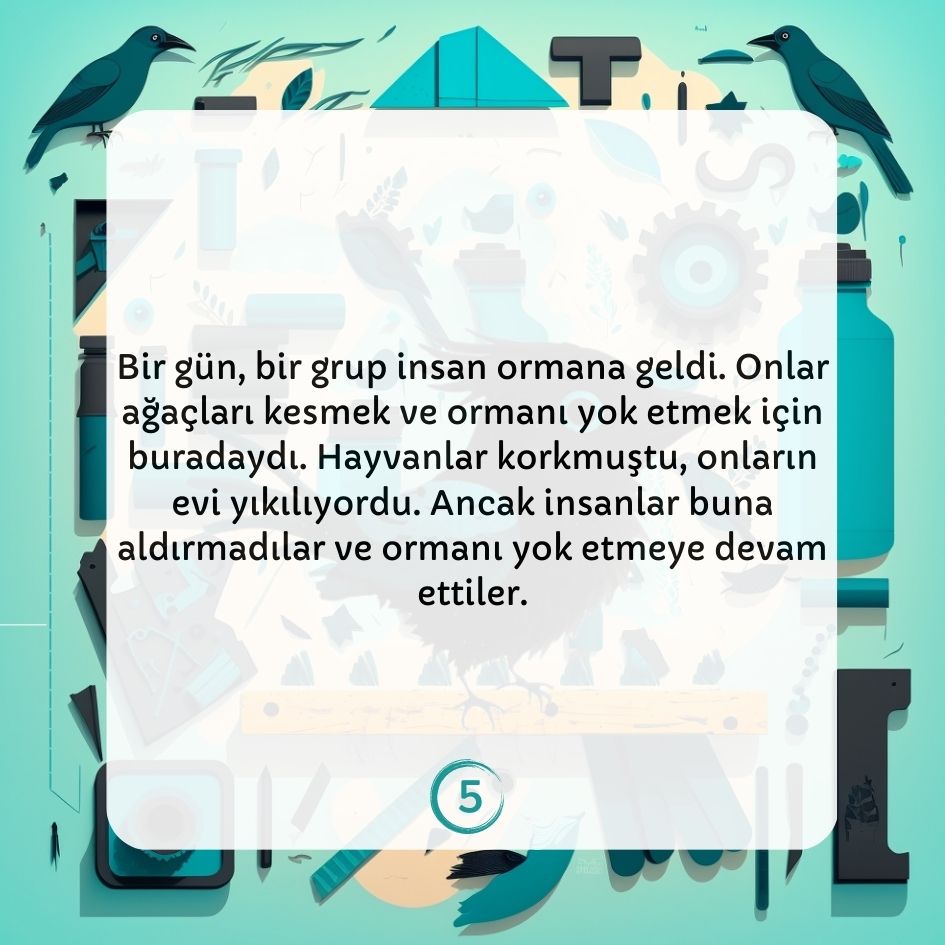 Bir gün, bir grup insan ormana geldi. Onlar
ağaçları kesmek ve ormanı yok etmek için
buradaydı. Hayvanlar korkmuştu, onların
evi yıkılıyordu. Ancak insanlar buna
aldırmadılar ve ormanı yok etmeye devam
ettiler.
5